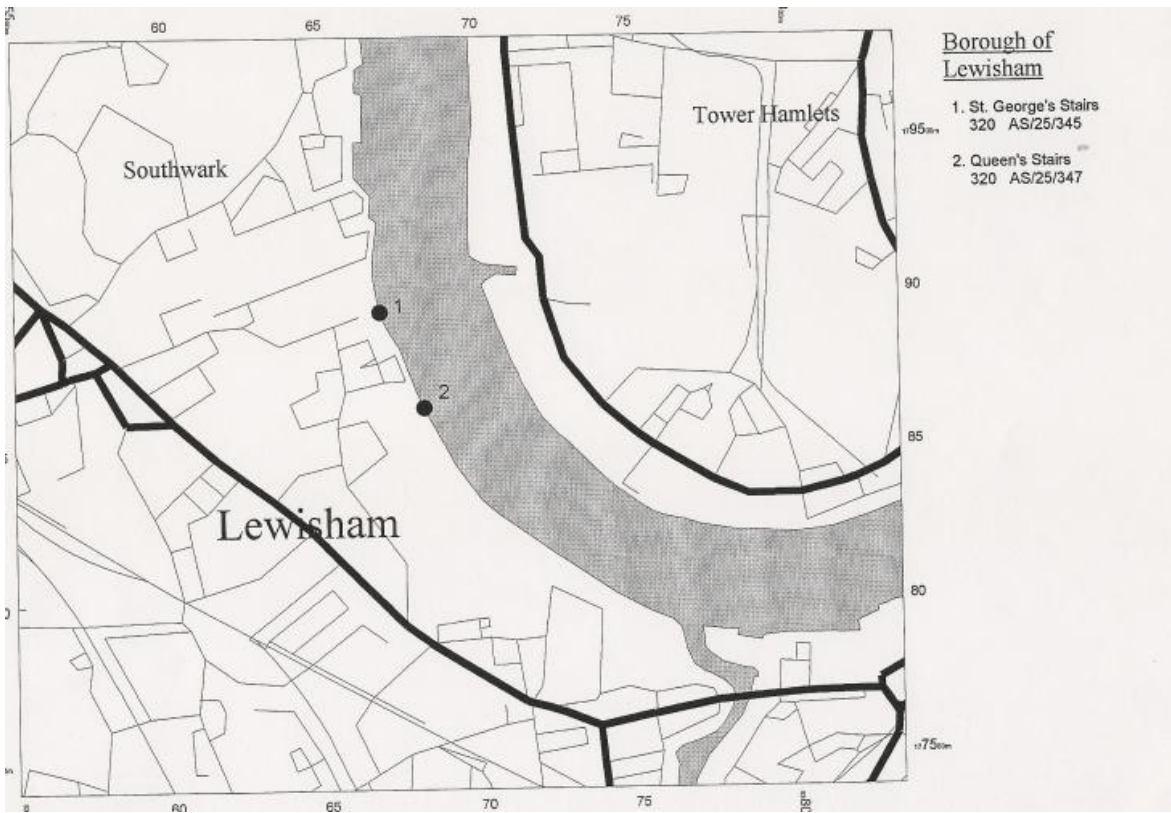 60
65
70
75
Borough of
Lewisham
1. St. George's Stairs
320 AS/25/345
2. Queen's Stairs
320 AS/25/347
Tower Hamlets
Southwark
95
90
1
2
85
Lewisham
80
75
60
65
70
75
80